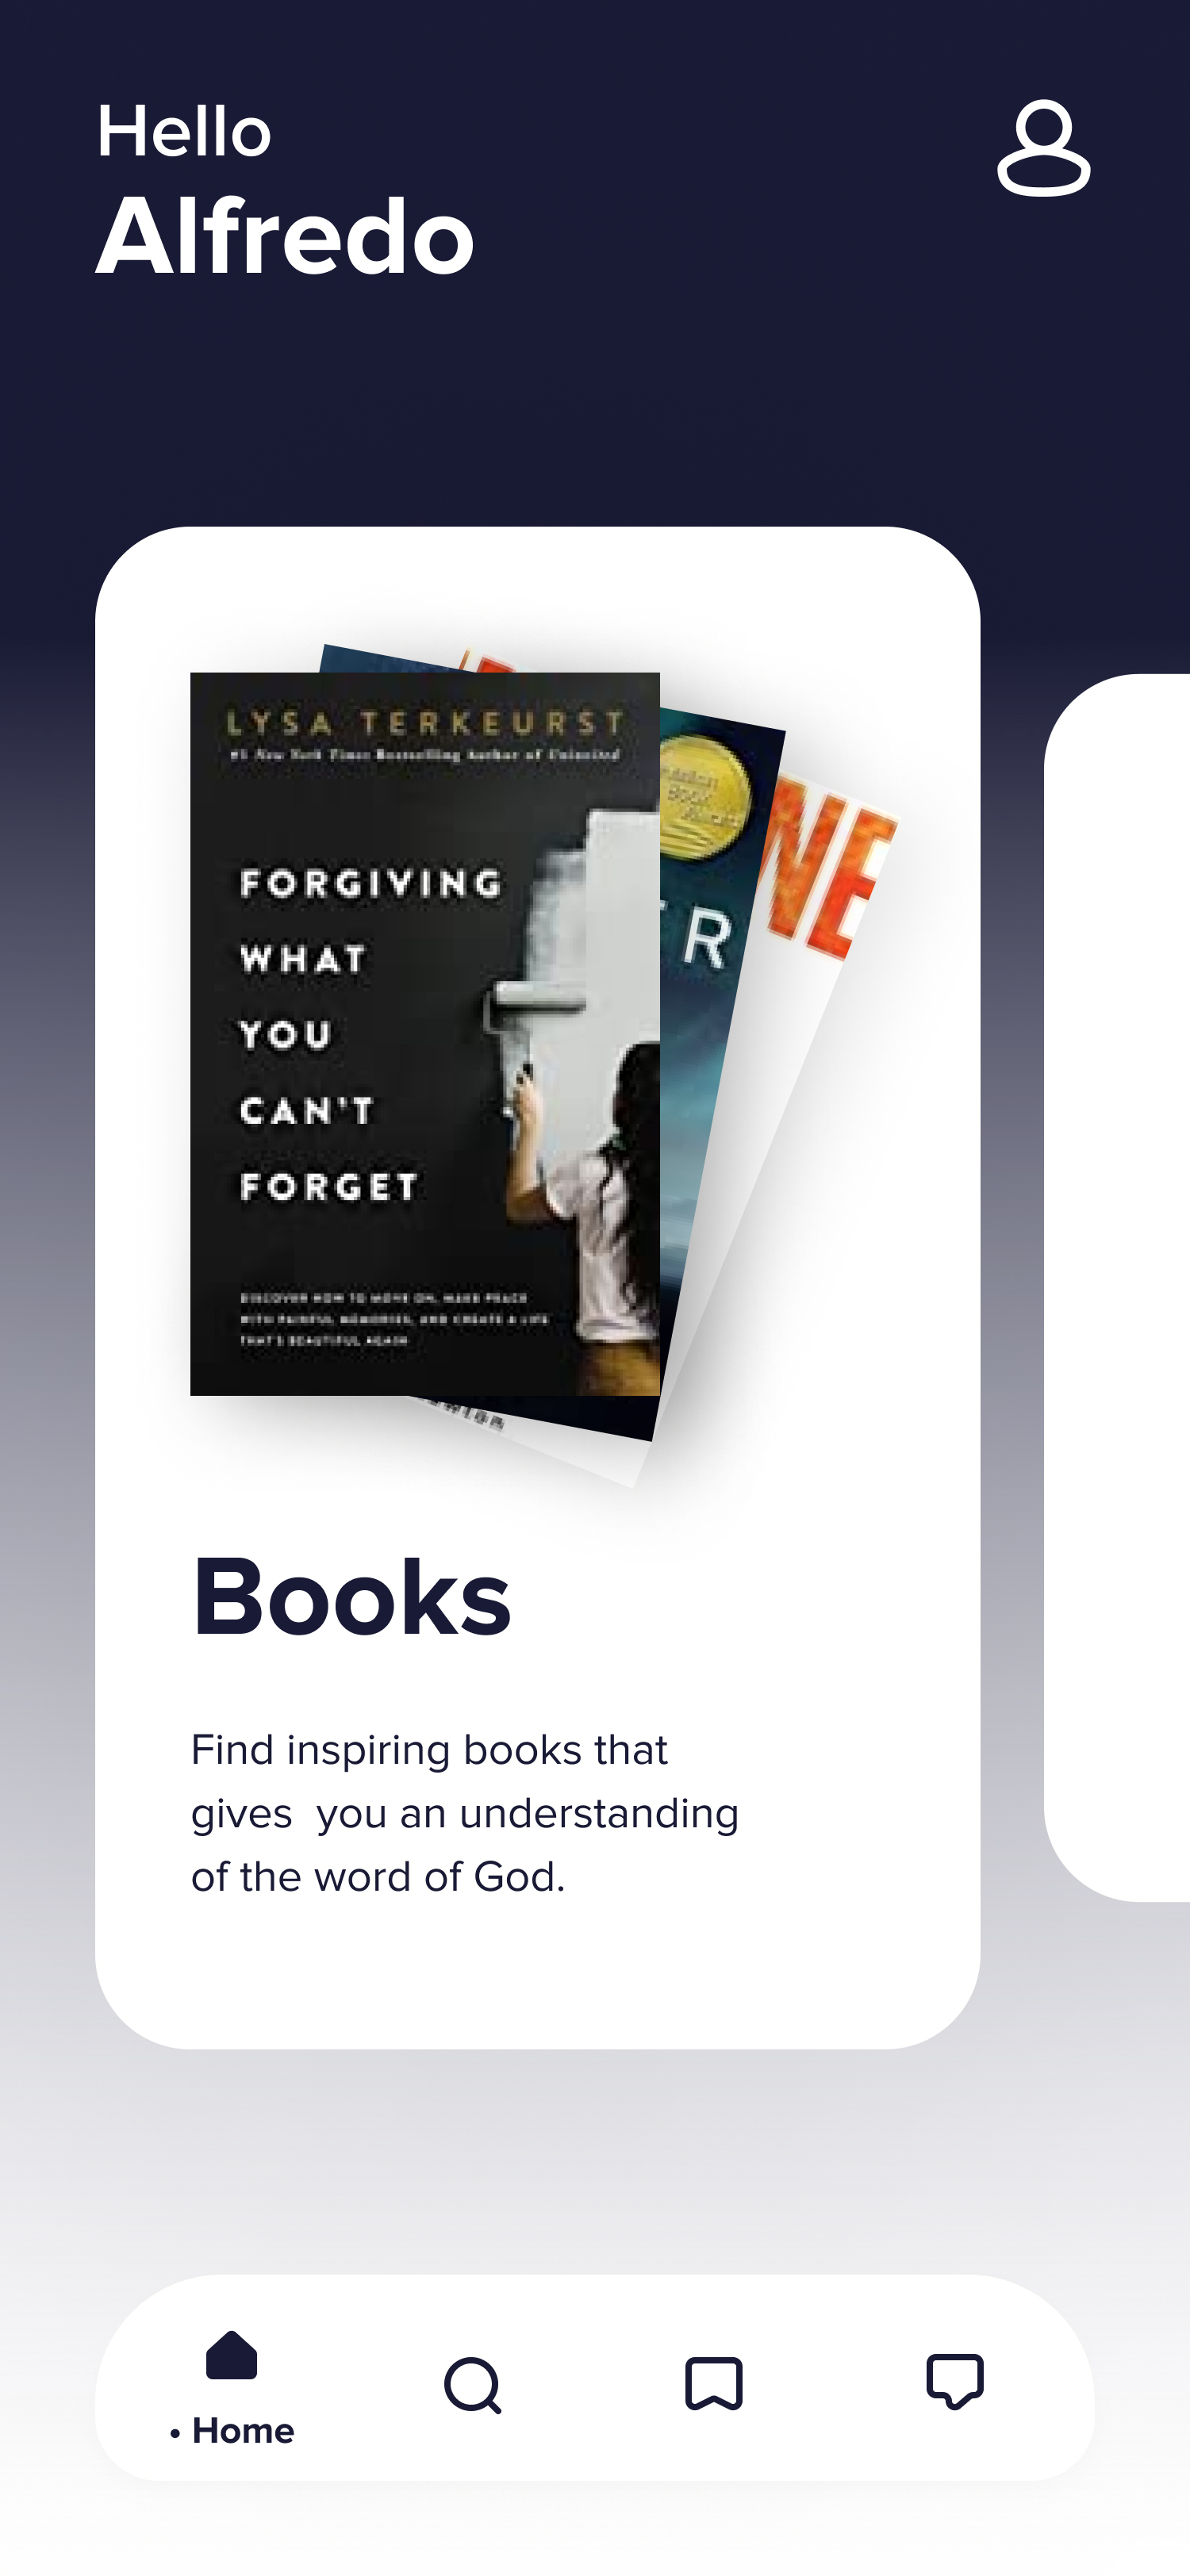 Hello
Alfredo
LYSA TERKEURST
#1 New York Times Bestselling Author of Uninvited
FORGIVING
WHAT
YOU
CAN'T
FORGET
DISCOVER HOW TO MOVE ON, MAKE PEACE
WITH PAINFUL MEMORIES, AND CREATE A LIFE
THAT'S BEAUTIFUL AGAIN
R
NE
Books
Find inspiring books that
gives  you an understanding
of the word of God.
• Home